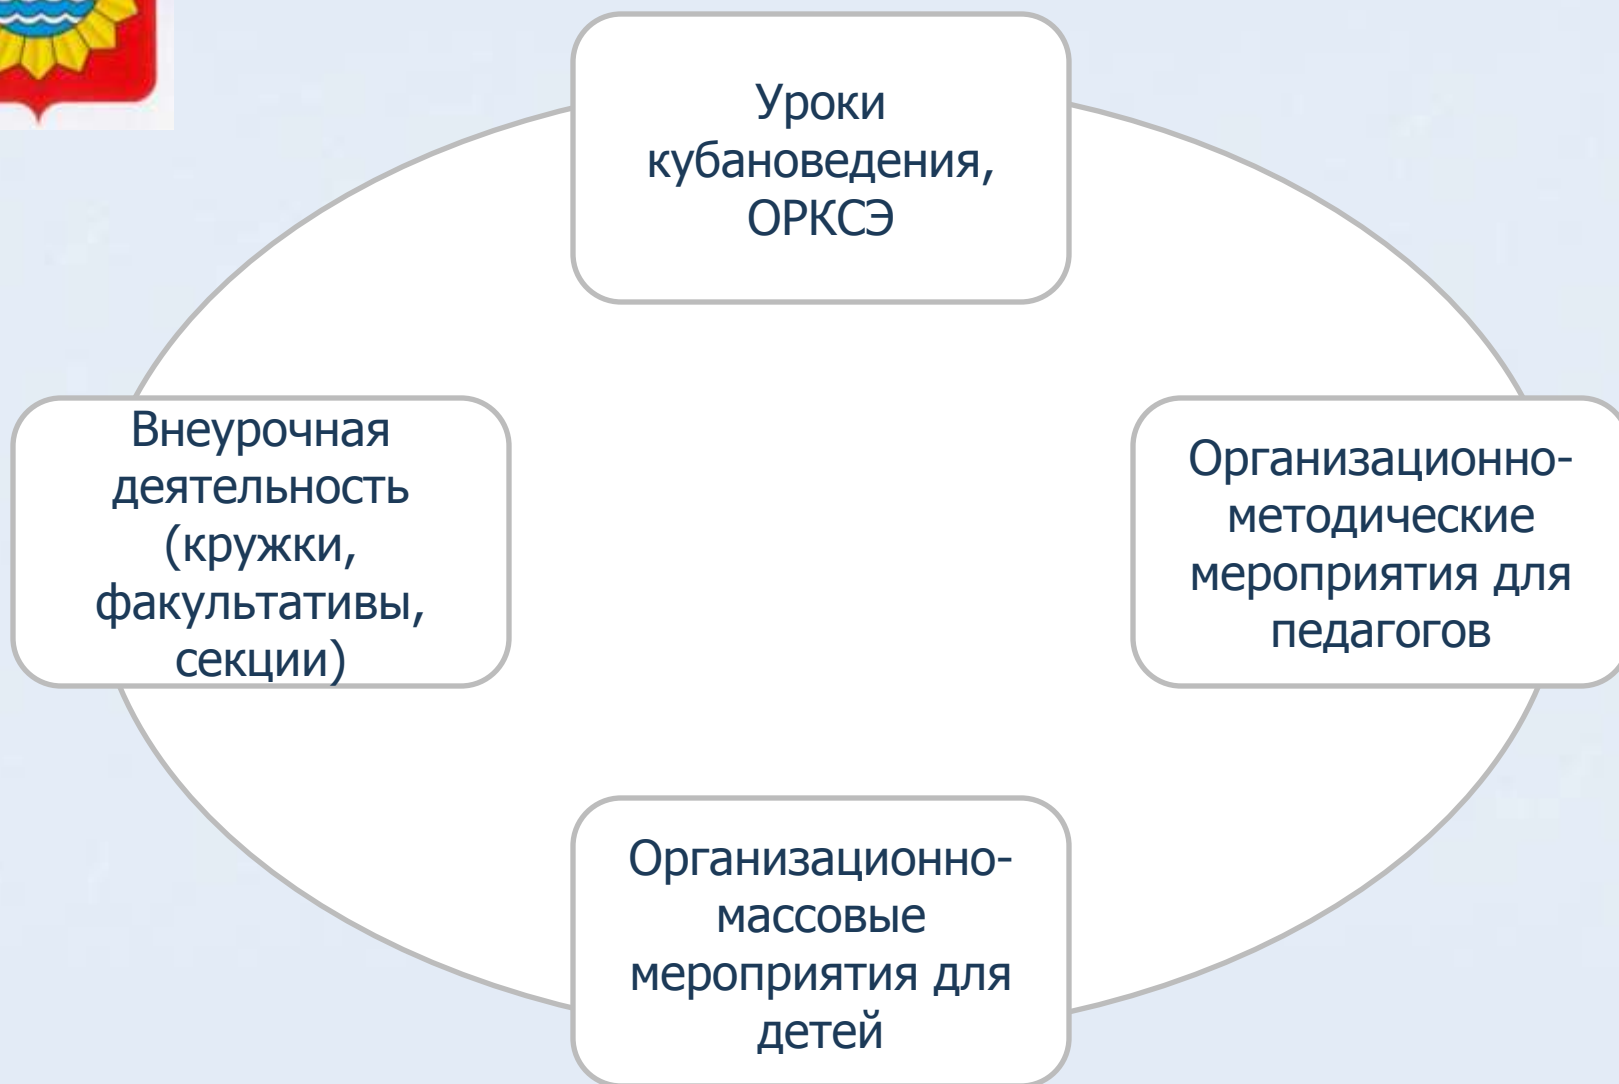 Уроки
кубановедения,
ОРКСЭ
Внеурочная
деятельность
(кружки,
факультативы,
секции)
Организационно-
методические
мероприятия для
педагогов
Организационно-
массовые
мероприятия для
детей